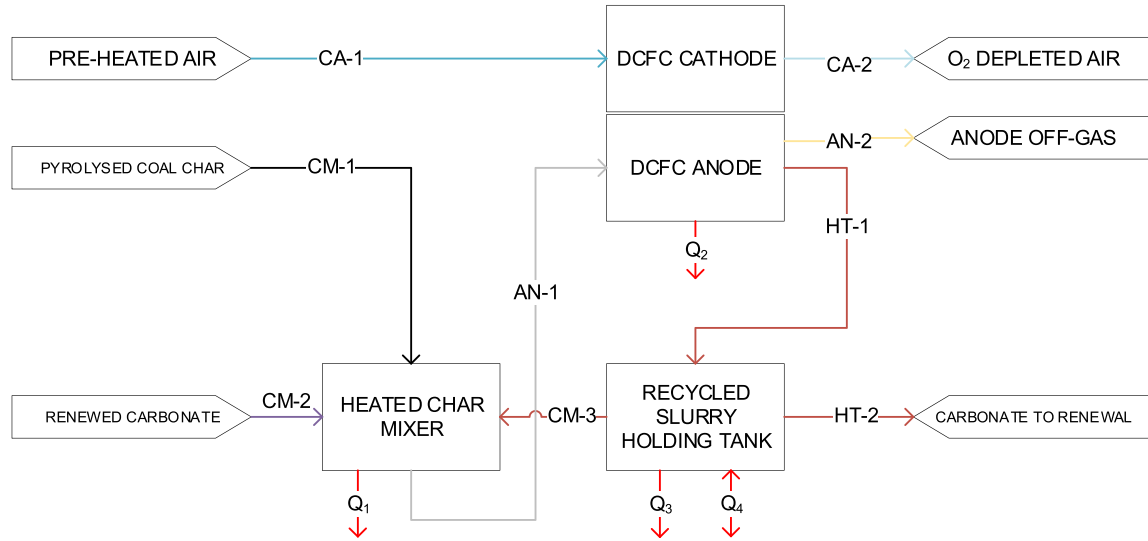 PRE-HEATED AIR
CA-1
DCFC CATHODE
CA-2
O₂ DEPLETED AIR
AN-2
ANODE OFF-GAS
PYROLYSED COAL CHAR
CM-1
DCFC ANODE
HT-1
Q₂
AN-1
RENEWED CARBONATE
CM-2
HEATED CHAR
MIXER
CM-3
RECYCLED
SLURRY
HOLDING TANK
HT-2
CARBONATE TO RENEWAL
Q₁
Q₃
Q₄